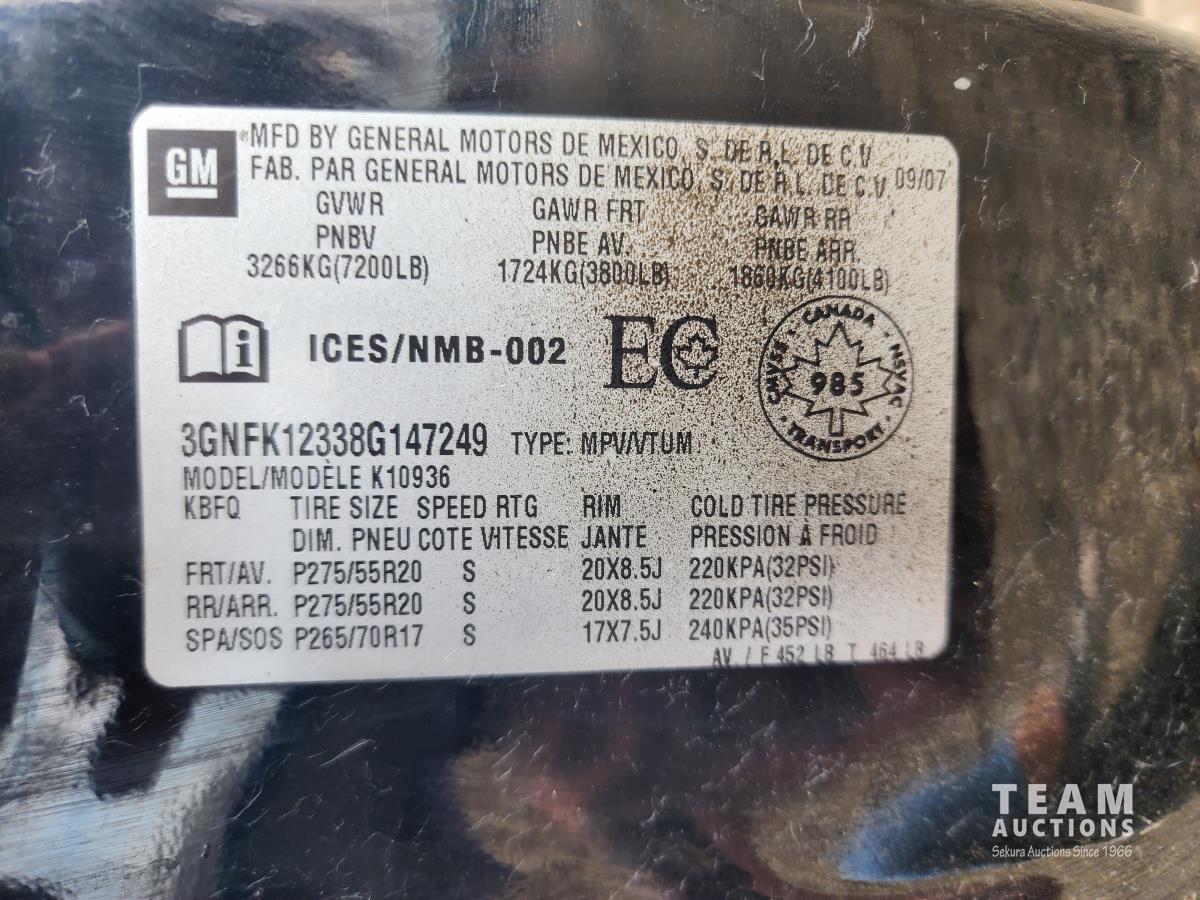 GM
®MFD BY GENERAL MOTORS DE MEXICO, S. DE R.L. DE C.V
FAB. PAR GENERAL MOTORS DE MEXICO, S. DE R.L. DE C.V. 09/07
GVWR GAWR FRT GAWR RR
PNBV PNBE AV. PNBE ARR.
3266KG(7200LB) 1724KG(3800LB) 1860KG(4100LB)
i ICES/NMB-002 EC
CANADA
CMVSS 985 NSVAC
TRANSPORT
3GNFK12338G147249 TYPE: MPV/VTUM
MODEL/MODÈLE K10936
KBFQ TIRE SIZE SPEED RTG RIM COLD TIRE PRESSURE
DIM. PNEU COTE VITESSE JANTE PRESSION À FROID
FRT/AV. P275/55R20 S 20X8.5J 220KPA(32PSI)
RR/ARR. P275/55R20 S 20X8.5J 220KPA(32PSI)
SPA/SOS P265/70R17 S 17X7.5J 240KPA(35PSI)
AV. / F 452 LB T 464 LB
TEAM
AUCTIONS
Sekura Auctions Since 1966